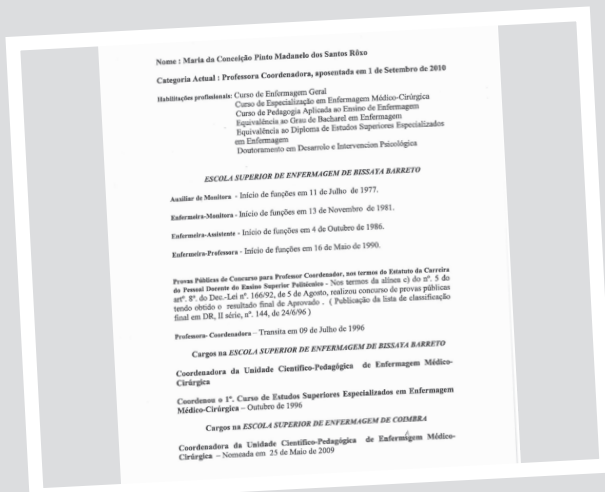 Nome : Maria da Conceição Pinto Madanelo dos Santos Rôxo
Categoria Actual : Professora Coordenadora, aposentada em 1 de Setembro de 2010
Habilitações profissionais: Curso de Enfermagem Geral
Curso de Especialização em Enfermagem Médico-Cirúrgica
Curso de Pedagogia Aplicada ao Ensino de Enfermagem
Equivalência ao Grau de Bacharel em Enfermagem
Equivalência ao Diploma de Estudos Superiores Especializados
em Enfermagem
Doutoramento em Desarrolo e Intervencion Psicológica
ESCOLA SUPERIOR DE ENFERMAGEM DE BISSAYA BARRETO
Auxiliar de Monitora - Início de funções em 11 de Julho de 1977.
Enfermeira-Monitora - Início de funções em 13 de Novembro de 1981.
Enfermeira-Assistente - Início de funções em 4 de Outubro de 1986.
Enfermeira-Professora - Início de funções em 16 de Maio de 1990.
Provas Públicas de Concurso para Professor Coordenador, nos termos do Estatuto da Carreira
do Pessoal Docente do Ensino Superior Politécnico - Nos termos da alínea c) do nº. 5 do
artº. 8º. do Dec.-Lei nº. 166/92, de 5 de Agosto, realizou concurso de provas públicas
tendo obtido o resultado final de Aprovado . ( Publicação da lista de classificação
final em DR, II série, nº. 144, de 24/6/96 )
Professora- Coordenadora – Transita em 09 de Julho de 1996
Cargos na ESCOLA SUPERIOR DE ENFERMAGEM DE BISSAYA BARRETO
Coordenadora da Unidade Científico-Pedagógica de Enfermagem Médico-
Cirúrgica
Coordenou o 1º. Curso de Estudos Superiores Especializados em Enfermagem
Médico-Cirúrgica – Outubro de 1996
Cargos na ESCOLA SUPERIOR DE ENFERMAGEM DE COIMBRA
Coordenadora da Unidade Científico-Pedagógica de Enfermagem Médico-
Cirúrgica – Nomeada em 25 de Maio de 2009